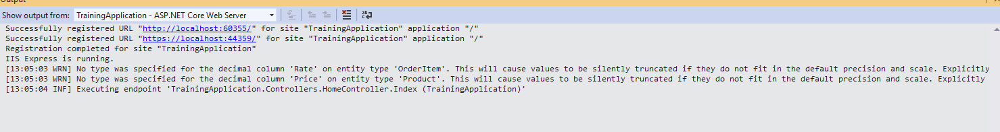 Show output from: TrainingApplication - ASP.NET Core Web Server
Successfully registered URL "http://localhost:60355/" for site "TrainingApplication" application "/"
Successfully registered URL "https://localhost:44359/" for site "TrainingApplication" application "/"
Registration completed for site "TrainingApplication"
IIS Express is running.
[13:05:03 WRN] No type was specified for the decimal column 'Rate' on entity type 'OrderItem'. This will cause values to be silently truncated if they do not fit in the default precision and scale. Explicitly
[13:05:03 WRN] No type was specified for the decimal column 'Price' on entity type 'Product'. This will cause values to be silently truncated if they do not fit in the default precision and scale. Explicitly
[13:05:04 INF] Executing endpoint 'TrainingApplication.Controllers.HomeController.Index (TrainingApplication)'